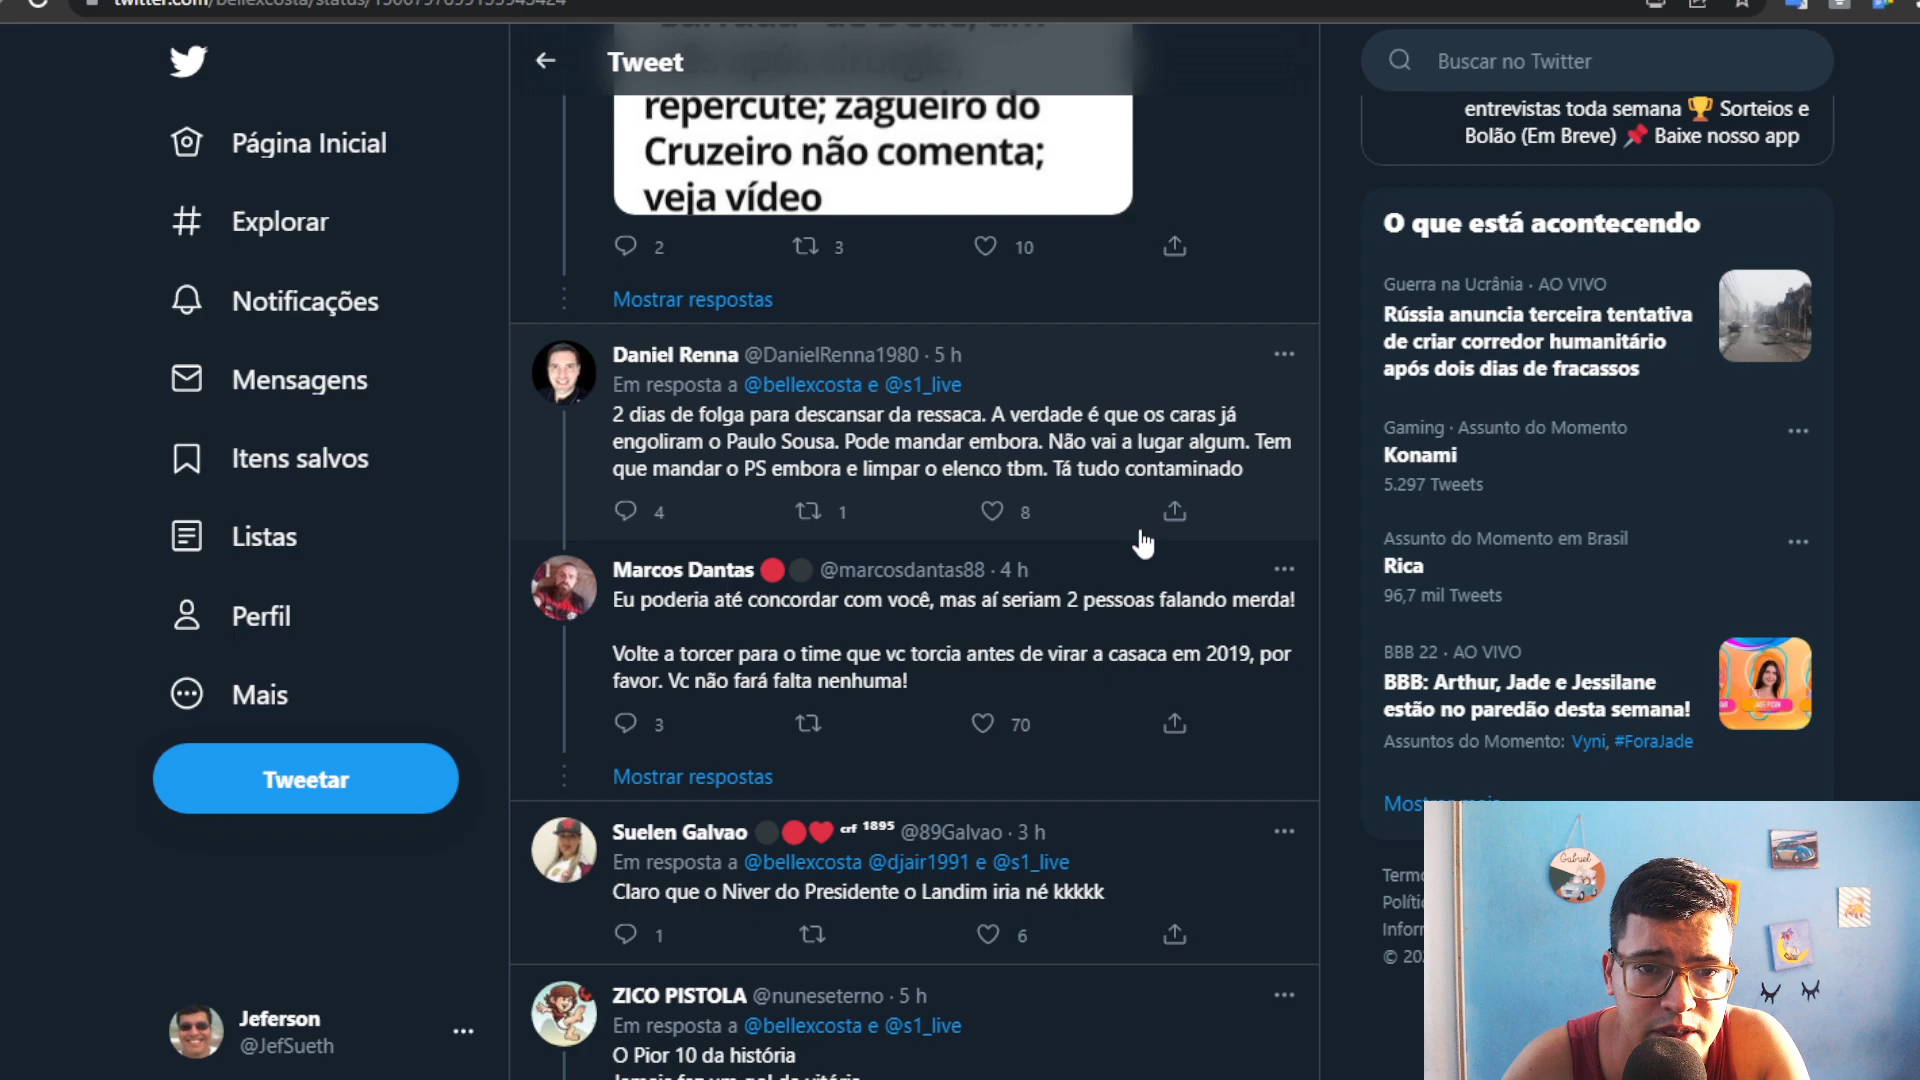 twitter.com/bellexcosta/status/
Tweet
repercute; zagueiro do
Cruzeiro não comenta;
veja vídeo
2
3
10
Mostrar respostas
Daniel Renna @DanielRenna1980 · 5 h
Em resposta a @bellexcosta e @s1_live
2 dias de folga para descansar da ressaca. A verdade é que os caras já
engoliram o Paulo Sousa. Pode mandar embora. Não vai a lugar algum. Tem
que mandar o PS embora e limpar o elenco tbm. Tá tudo contaminado
4
1
8
Marcos Dantas @marcosdantas88 · 4 h
Eu poderia até concordar com você, mas aí seriam 2 pessoas falando merda!
Volte a torcer para o time que vc torcia antes de virar a casaca em 2019, por
favor. Vc não fará falta nenhuma!
3
70
Mostrar respostas
Suelen Galvao crf 1895 @89Galvao · 3 h
Em resposta a @bellexcosta @djair1991 e @s1_live
Claro que o Niver do Presidente o Landim iria né kkkkk
1
6
ZICO PISTOLA @nuneseterno · 5 h
Em resposta a @bellexcosta e @s1_live
O Pior 10 da história
Página Inicial
Explorar
Notificações
Mensagens
Itens salvos
Listas
Perfil
Mais
Tweetar
Jeferson
@JefSueth
Buscar no Twitter
entrevistas toda semana 🏆 Sorteios e
Bolão (Em Breve) 📌 Baixe nosso app
O que está acontecendo
Guerra na Ucrânia · AO VIVO
Rússia anuncia terceira tentativa
de criar corredor humanitário
após dois dias de fracassos
Gaming · Assunto do Momento
Konami
5.297 Tweets
Assunto do Momento em Brasil
Rica
96,7 mil Tweets
BBB 22 · AO VIVO
BBB: Arthur, Jade e Jessilane
estão no paredão desta semana!
Assuntos do Momento: Vyni, #ForaJade
Gabriel